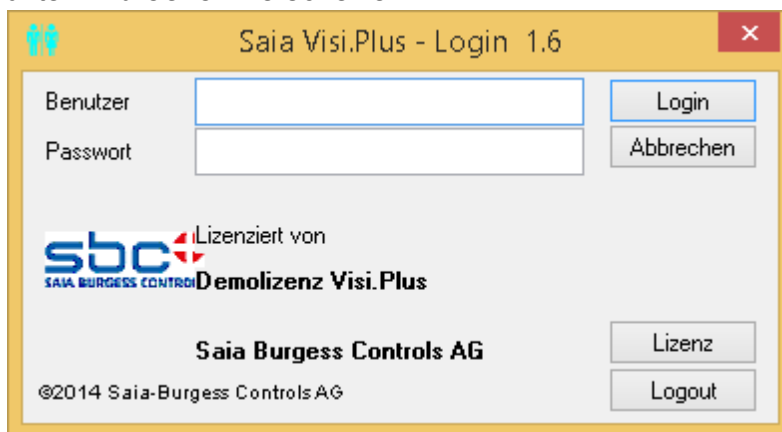 Saia Visi.Plus - Login 1.6
Benutzer
Login
Passwort
Abbrechen
Lizenziert von
sbc
SAIA BURGESS CONTROL
Demolizenz Visi.Plus
Saia Burgess Controls AG
Lizenz
©2014 Saia-Burgess Controls AG
Logout